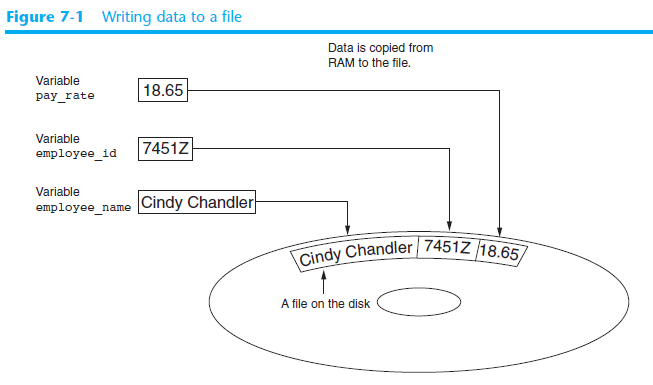 Figure 7-1 Writing data to a file
Data is copied from
RAM to the file.
Variable
pay_rate
18.65
Variable
employee_id
7451Z
Variable
employee_name
Cindy Chandler
Cindy Chandler 7451Z 18.65
A file on the disk